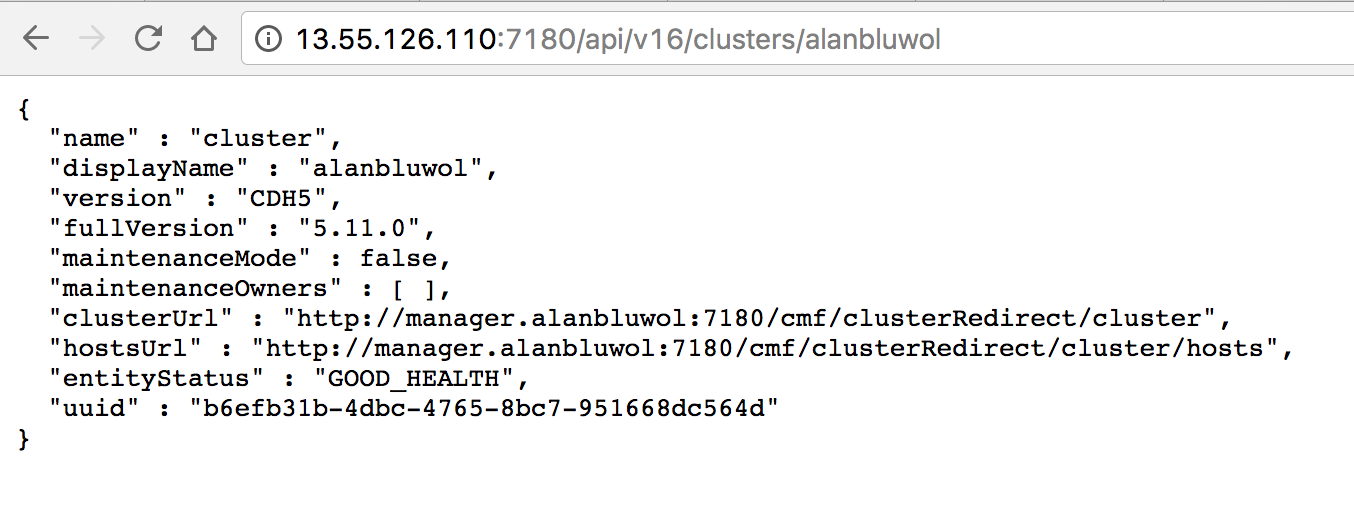 13.55.126.110:7180/api/v16/clusters/alanbluwol
{
"name" : "cluster",
"displayName" : "alanbluwol",
"version" : "CDH5",
"fullVersion" : "5.11.0",
"maintenanceMode" : false,
"maintenanceOwners" : [ ],
"clusterUrl" : "http://manager.alanbluwol:7180/cmf/clusterRedirect/cluster",
"hostsUrl" : "http://manager.alanbluwol:7180/cmf/clusterRedirect/cluster/hosts",
"entityStatus" : "GOOD_HEALTH",
"uuid" : "b6efb31b-4dbc-4765-8bc7-951668dc564d"
}